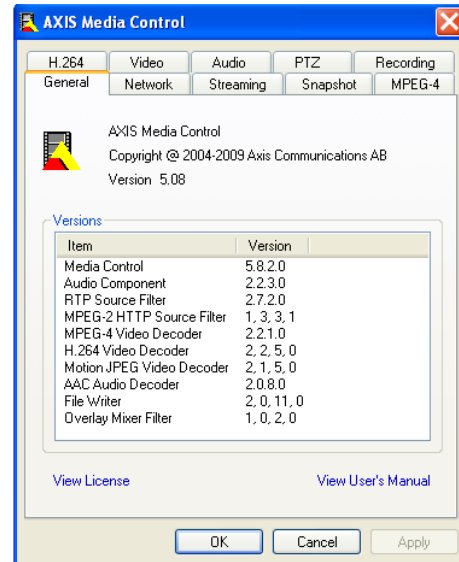 AXIS Media Control
H.264 Video Audio PTZ Recording
General Network Streaming Snapshot MPEG-4
AXIS Media Control
Copyright @ 2004-2009 Axis Communications AB
Version 5.08
Versions
Item Version
Media Control 5.8.2.0
Audio Component 2.2.3.0
RTP Source Filter 2.7.2.0
MPEG-2 HTTP Source Filter 1, 3, 3, 1
MPEG-4 Video Decoder 2.2.1.0
H.264 Video Decoder 2, 2, 5, 0
Motion JPEG Video Decoder 2, 1, 5, 0
AAC Audio Decoder 2.0.8.0
File Writer 2, 0, 11, 0
Overlay Mixer Filter 1, 0, 2, 0
View License View User's Manual
OK Cancel Apply